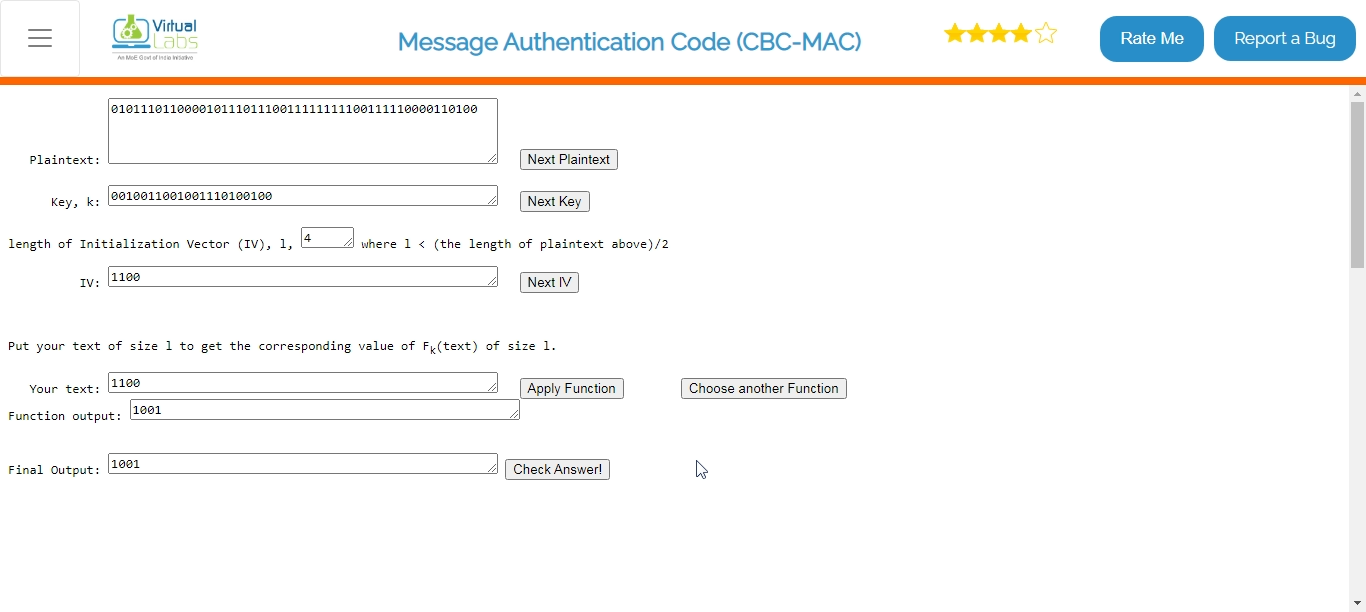 Virtual
Labs
An MoE Govt of India Initiative
Message Authentication Code (CBC-MAC)
Rate Me
Report a Bug
Plaintext: 0101110110000101110111001111111110011111000011010​0
Next Plaintext
Key, k: 0010011001001110100100
Next Key
length of Initialization Vector (IV), l, 4 where l < (the length of plaintext above)/2
IV: 1100
Next IV
Put your text of size l to get the corresponding value of Fk(text) of size l.
Your text: 1100
Apply Function
Choose another Function
Function output: 1001
Final Output: 1001
Check Answer!